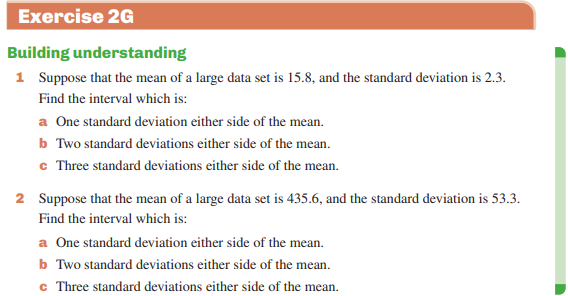 Exercise 2G
Building understanding
1 Suppose that the mean of a large data set is 15.8, and the standard deviation is 2.3.
Find the interval which is:
a One standard deviation either side of the mean.
b Two standard deviations either side of the mean.
c Three standard deviations either side of the mean.
2 Suppose that the mean of a large data set is 435.6, and the standard deviation is 53.3.
Find the interval which is:
a One standard deviation either side of the mean.
b Two standard deviations either side of the mean.
c Three standard deviations either side of the mean.